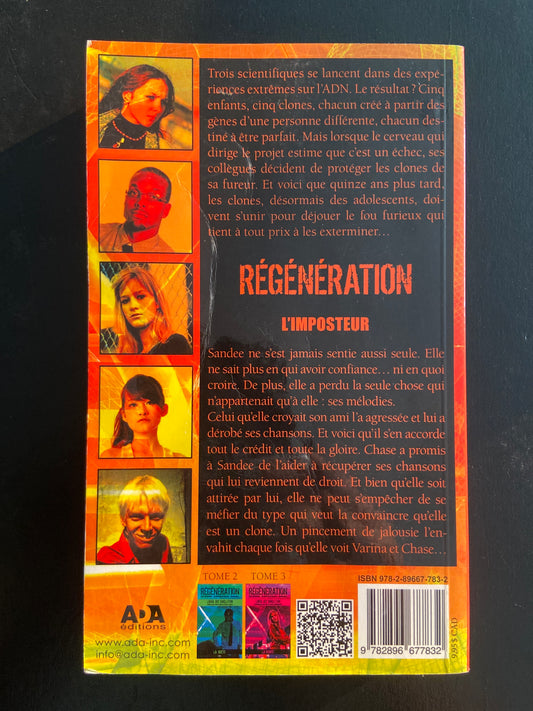 Trois scientifiques se lancent dans des expé-
riences extrêmes sur l'ADN. Le résultat ? Cinq
enfants, cinq clones, chacun créé à partir des
gènes d'une personne différente, chacun des-
tiné à être parfait. Mais lorsque le cerveau qui
dirige le projet estime que c'est un échec, ses
collègues décident de protéger les clones de
sa fureur. Et voici que quinze ans plus tard,
les clones, désormais des adolescents, doi-
vent s'unir pour déjouer le fou furieux qui
tient à tout prix à les exterminer...
RÉGÉNÉRATION
L'IMPOSTEUR
Sandee ne s'est jamais sentie aussi seule. Elle
ne sait plus en qui avoir confiance... ni en quoi
croire. De plus, elle a perdu la seule chose qui
n'appartenait qu'à elle : ses mélodies.
Celui qu'elle croyait son ami l'a agressée et lui a
dérobé ses chansons. Et voici qu'il s'en accorde
tout le crédit et toute la gloire. Chase a promis
à Sandee de l'aider à récupérer ses chansons
qui lui reviennent de droit. Et bien qu'elle soit
attirée par lui, elle ne peut s'empêcher de se
méfier du type qui veut la convaincre qu'elle
est un clone. Un pincement de jalousie l'en-
vahit chaque fois qu'elle voit Varina et Chase...
TOME 2 TOME 3
RÉGÉNÉRATION RÉGÉNÉRATION
ISBN 978-2-89667-783-2
9 782896 677832
9,95 $ CAD
ADA
éditions
www.ada-inc.com
info@ada-inc.com